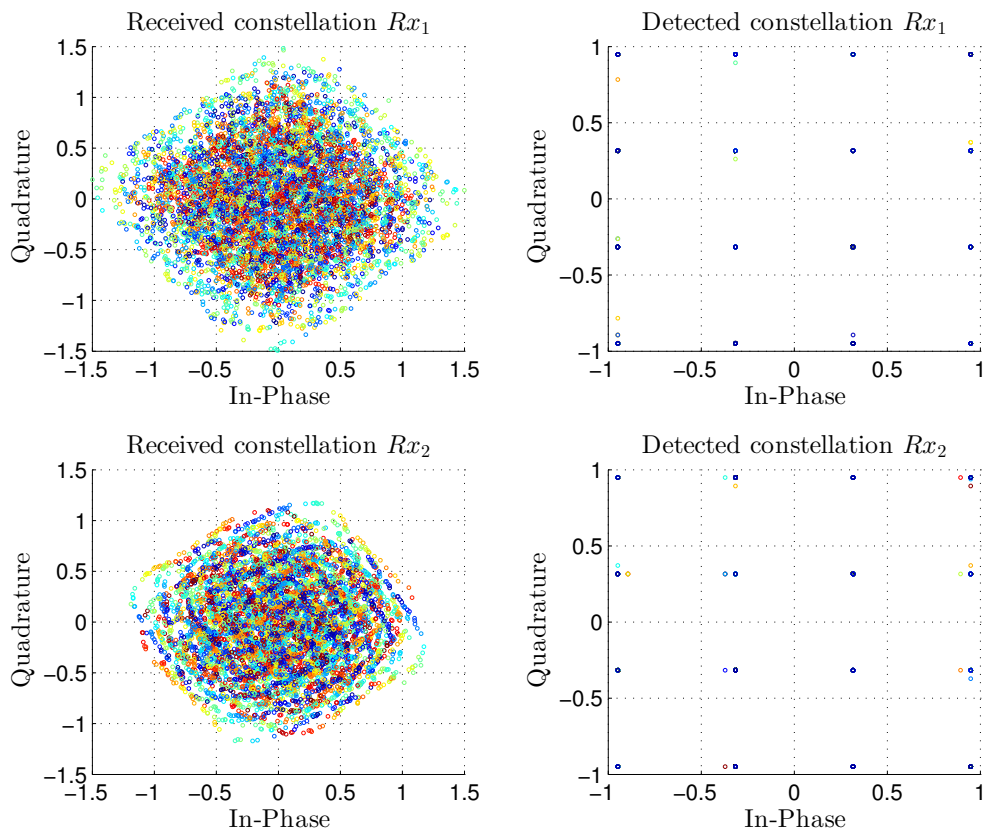 Received constellation Rx₁
1.5
1
0.5
0
−0.5
−1
−1.5
−1.5 −1 −0.5 0 0.5 1 1.5
In-Phase
Quadrature
Detected constellation Rx₁
1
0.5
0
−0.5
−1
−1 −0.5 0 0.5 1
In-Phase
Quadrature
Received constellation Rx₂
1.5
1
0.5
0
−0.5
−1
−1.5
−1.5 −1 −0.5 0 0.5 1 1.5
In-Phase
Quadrature
Detected constellation Rx₂
1
0.5
0
−0.5
−1
−1 −0.5 0 0.5 1
In-Phase
Quadrature